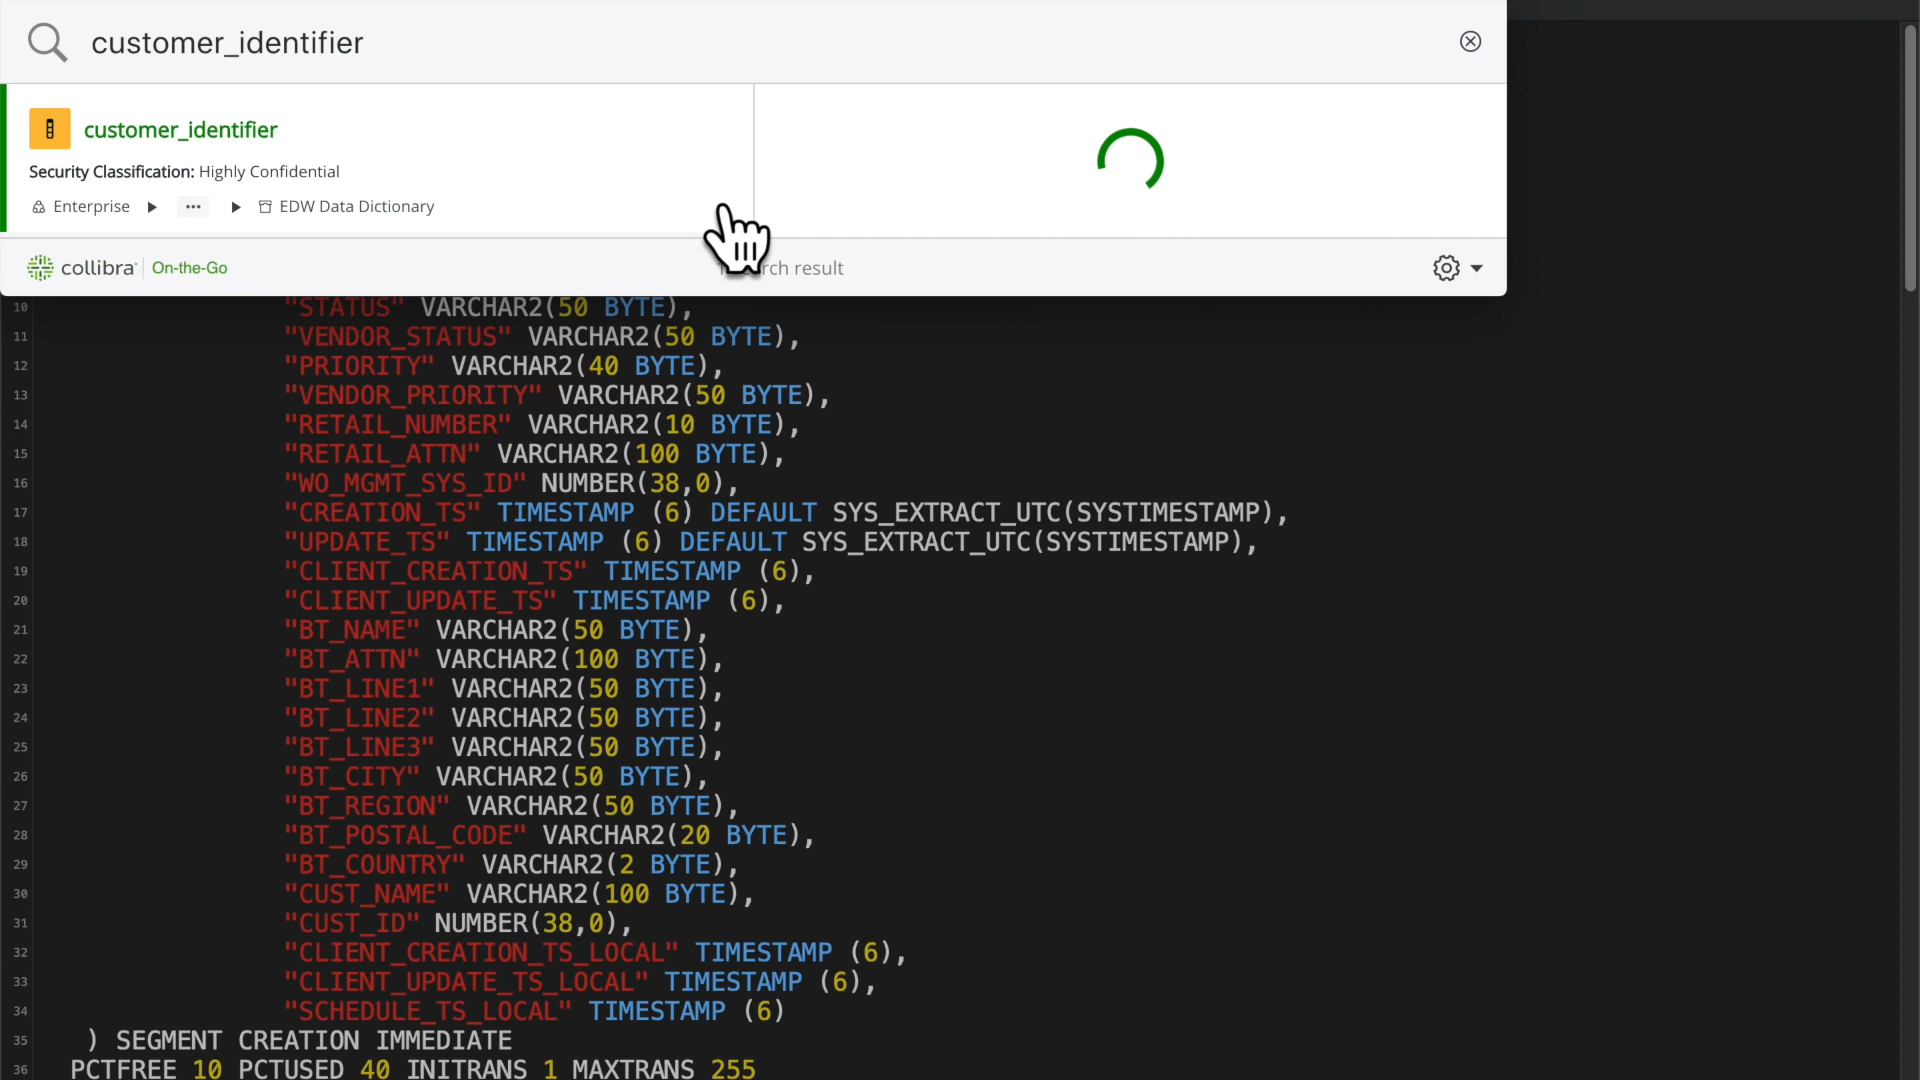 customer_identifier
customer_identifier
Security Classification: Highly Confidential
Enterprise ▶ ... ▶ EDW Data Dictionary
collibra On-the-Go
result
10 "STATUS" VARCHAR2(50 BYTE),
11 "VENDOR_STATUS" VARCHAR2(50 BYTE),
12 "PRIORITY" VARCHAR2(40 BYTE),
13 "VENDOR_PRIORITY" VARCHAR2(50 BYTE),
14 "RETAIL_NUMBER" VARCHAR2(10 BYTE),
15 "RETAIL_ATTN" VARCHAR2(100 BYTE),
16 "WO_MGMT_SYS_ID" NUMBER(38,0),
17 "CREATION_TS" TIMESTAMP (6) DEFAULT SYS_EXTRACT_UTC(SYSTIMESTAMP),
18 "UPDATE_TS" TIMESTAMP (6) DEFAULT SYS_EXTRACT_UTC(SYSTIMESTAMP),
19 "CLIENT_CREATION_TS" TIMESTAMP (6),
20 "CLIENT_UPDATE_TS" TIMESTAMP (6),
21 "BT_NAME" VARCHAR2(50 BYTE),
22 "BT_ATTN" VARCHAR2(100 BYTE),
23 "BT_LINE1" VARCHAR2(50 BYTE),
24 "BT_LINE2" VARCHAR2(50 BYTE),
25 "BT_LINE3" VARCHAR2(50 BYTE),
26 "BT_CITY" VARCHAR2(50 BYTE),
27 "BT_REGION" VARCHAR2(50 BYTE),
28 "BT_POSTAL_CODE" VARCHAR2(20 BYTE),
29 "BT_COUNTRY" VARCHAR2(2 BYTE),
30 "CUST_NAME" VARCHAR2(100 BYTE),
31 "CUST_ID" NUMBER(38,0),
32 "CLIENT_CREATION_TS_LOCAL" TIMESTAMP (6),
33 "CLIENT_UPDATE_TS_LOCAL" TIMESTAMP (6),
34 "SCHEDULE_TS_LOCAL" TIMESTAMP (6)
35 ) SEGMENT CREATION IMMEDIATE
36 PCTFREE 10 PCTUSED 40 INITRANS 1 MAXTRANS 255